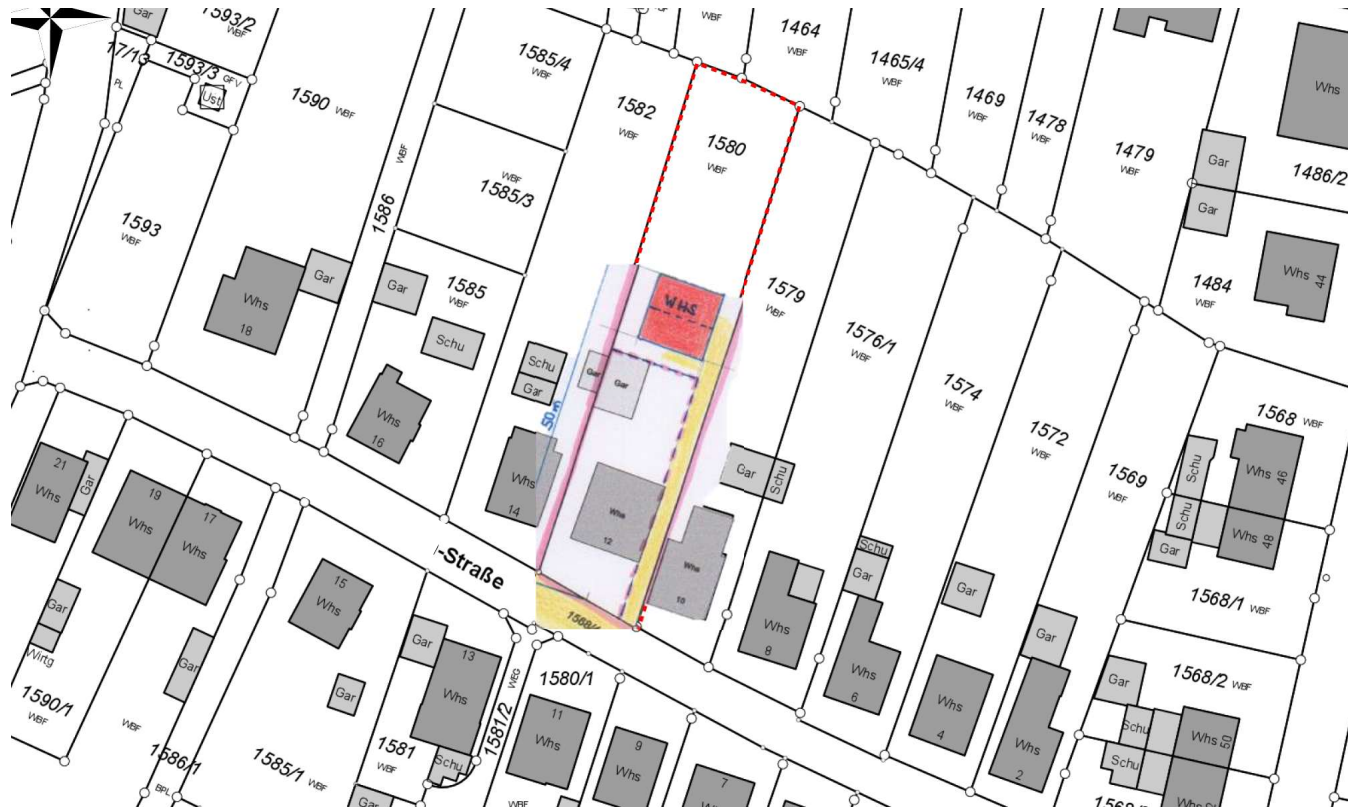 Gar
1593/2
WBF
17/13
PL
1593/3 GFV
Ust
1590 WBF
1585/4
WBF
1582
WBF
1580
WBF
1464
WBF
1465/4
WBF
1469
WBF
1478
WBF
1479
WBF
Whs
Gar
Gar
1486/2
1593
WBF
1586
WBF
WBF
1585/3
Whs
18
Gar
Gar
1585
WBF
Schu
Whs
16
Schu
Gar
50m
Whs
14
WHS
Gar
Gar
Whs
12
Whs
10
1579
WBF
1576/1
WBF
1574
WBF
1572
WBF
1569
WBF
1484
WBF
Whs 44
1568 WBF
Gar
Schu
Schu
Schu
Gar
Whs 46
Whs 48
21
Whs
Gar
19
Whs
17
Whs
15
Whs
-Straße
1568/
Whs
8
Schu
Gar
Whs
6
Gar
Whs
4
Gar
Whs
2
1568/1 WBF
1568/2 WBF
Gar
Schu
Schu
Whs 50
Gar
Wirtg
1590/1
WBF
WBF
1586/1
BPL
Gar
Gar
1585/1 WBF
Gar
1581
WBF
13
Whs
Schu
Gar
WEG
1581/2
1580/1
11
Whs
WBF
9
Whs
7
Whs
Whs